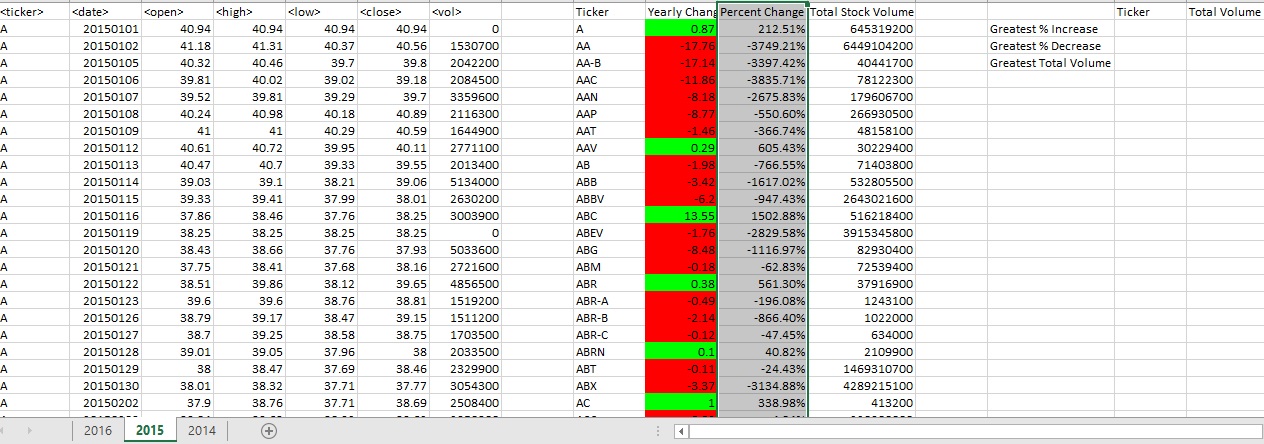 <ticker> <date> <open> <high> <low> <close> <vol> Ticker Yearly Chang Percent Change Total Stock Volume Ticker Total Volume
A 20150101 40.94 40.94 40.94 40.94 0 A 0.87 212.51% 645319200 Greatest % Increase
A 20150102 41.18 41.31 40.37 40.56 1530700 AA -17.76 -3749.21% 6449104200 Greatest % Decrease
A 20150105 40.32 40.46 39.7 39.8 2042200 AA-B -17.14 -3397.42% 40441700 Greatest Total Volume
A 20150106 39.81 40.02 39.02 39.18 2084500 AAC -11.86 -3835.71% 78122300
A 20150107 39.52 39.81 39.29 39.7 3359600 AAN -8.18 -2675.83% 179606700
A 20150108 40.24 40.98 40.18 40.89 2116300 AAP -8.77 -550.60% 266930500
A 20150109 41 41 40.29 40.59 1644900 AAT -1.46 -366.74% 48158100
A 20150112 40.61 40.72 39.95 40.11 2771100 AAV 0.29 605.43% 30229400
A 20150113 40.47 40.7 39.33 39.55 2013400 AB -1.98 -766.55% 71403800
A 20150114 39.03 39.1 38.21 39.06 5134000 ABB -3.42 -1617.02% 532805500
A 20150115 39.33 39.41 37.99 38.01 2630200 ABBV -6.2 -947.43% 2643021600
A 20150116 37.86 38.46 37.76 38.25 3003900 ABC 13.55 1502.88% 516218400
A 20150119 38.25 38.25 38.25 38.25 0 ABEV -1.76 -2829.58% 3915345800
A 20150120 38.43 38.66 37.76 37.93 5033600 ABG -8.48 -1116.97% 82930400
A 20150121 37.75 38.41 37.68 38.16 2721600 ABM -0.18 -62.83% 72539400
A 20150122 38.51 39.86 38.12 39.65 4856500 ABR 0.38 561.30% 37916900
A 20150123 39.6 39.6 38.76 38.81 1519200 ABR-A -0.49 -196.08% 1243100
A 20150126 38.79 39.17 38.47 39.15 1511200 ABR-B -2.14 -866.40% 1022000
A 20150127 38.7 39.25 38.58 38.75 1703500 ABR-C -0.12 -47.45% 634000
A 20150128 39.01 39.05 37.96 38 2033500 ABRN 0.1 40.82% 2109900
A 20150129 38 38.47 37.69 38.46 2329900 ABT -0.11 -24.43% 1469310700
A 20150130 38.01 38.32 37.71 37.77 3054300 ABX -3.37 -3134.88% 4289215100
A 20150202 37.9 38.76 37.71 38.69 2508400 AC 1 338.98% 413200
2016 2015 2014